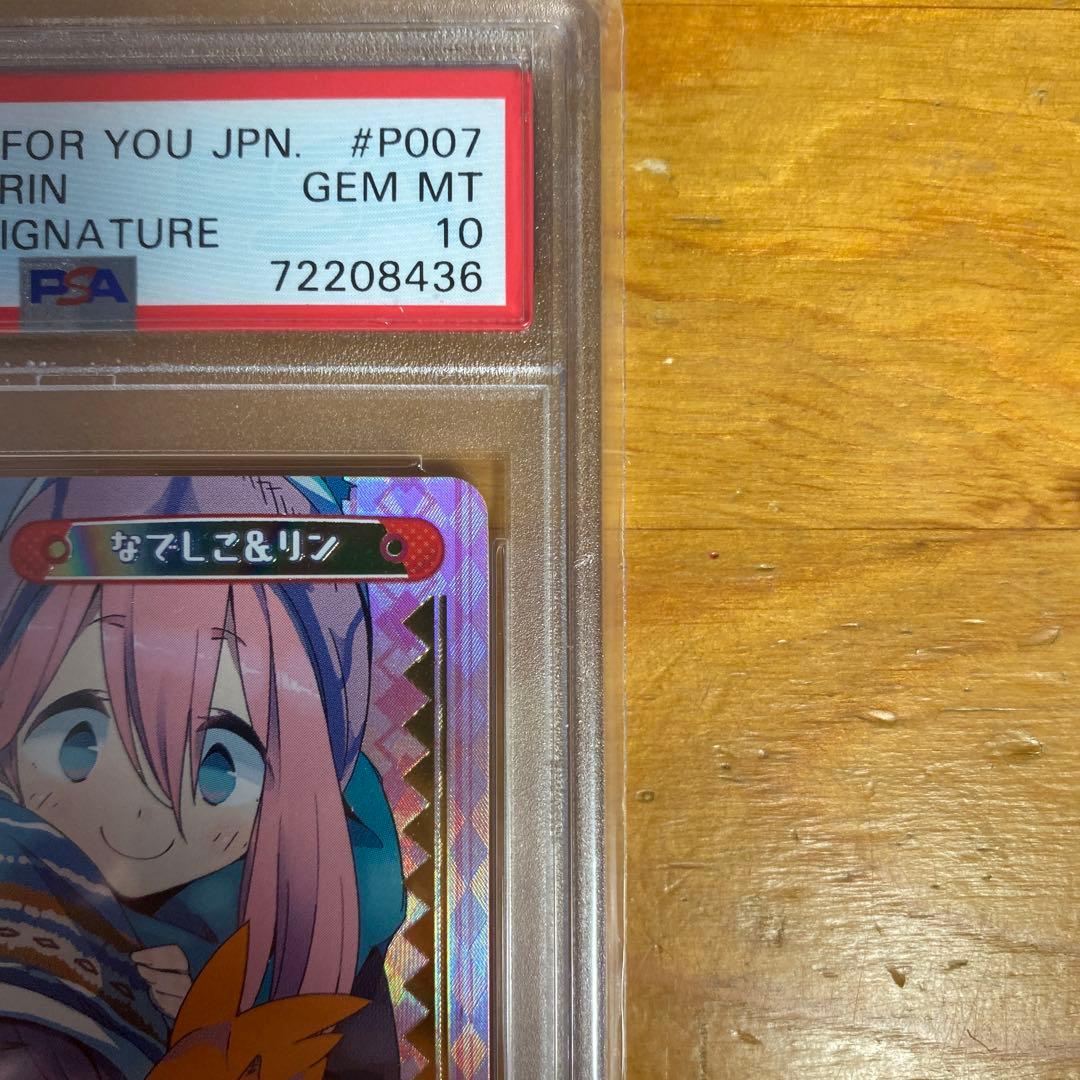 FOR YOU JPN. #P007
RIN GEM MT
IGNATURE 10
PSA 72208436
なでしこ&リン